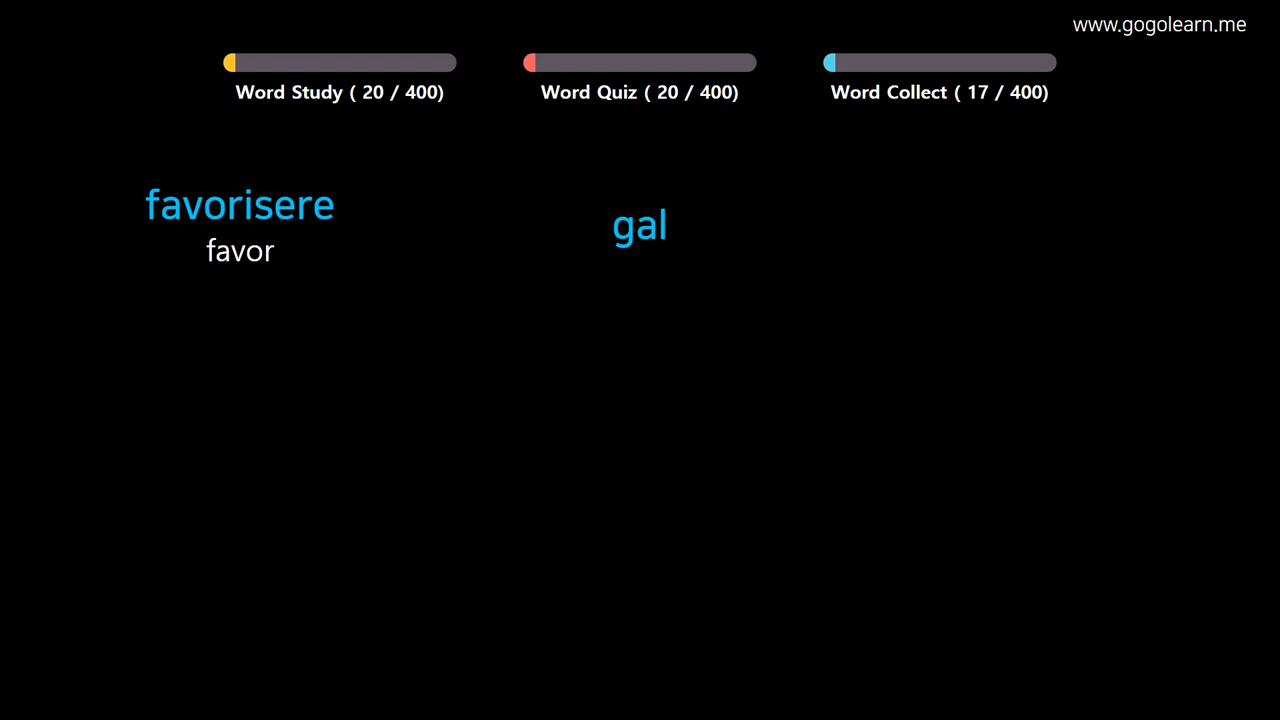 www.gogolearn.me
Word Study ( 20 / 400)
Word Quiz ( 20 / 400)
Word Collect ( 17 / 400)
favorisere
favor
gal